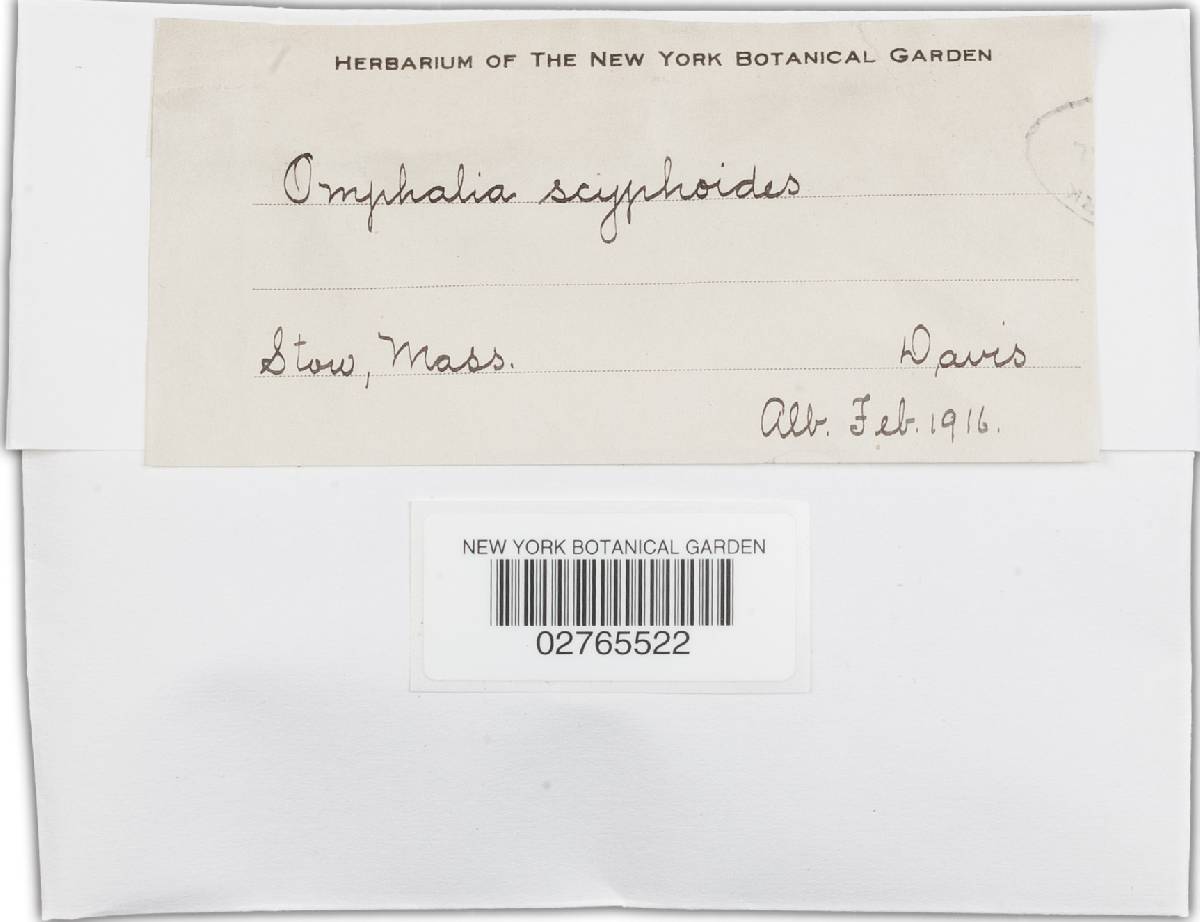 HERBARIUM OF THE NEW YORK BOTANICAL GARDEN
Omphalia scyphoides
Stow, Mass. Davis
Alb. Feb. 1916.
NEW YORK BOTANICAL GARDEN
02765522